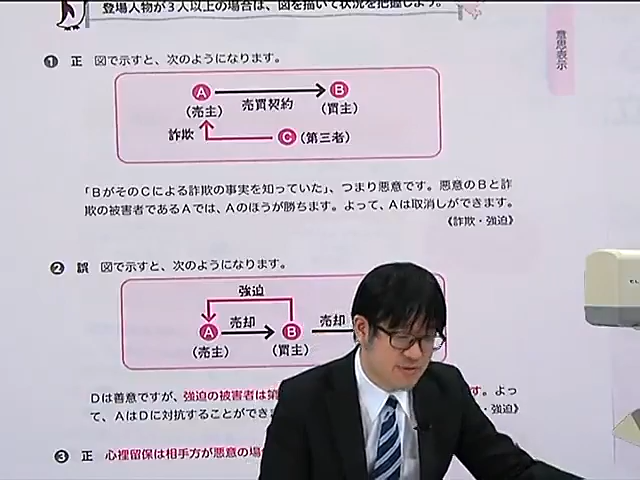 登場人物が3人以上の場合は、図を描いて状況を把握しよう。
意思表示
❶ 正 図で示すと、次のようになります。
A B
売買契約
(売主) (買主)
詐欺 C (第三者)
「BがそのCによる詐欺の事実を知っていた」、つまり悪意です。悪意のBと詐
欺の被害者であるAでは、Aのほうが勝ちます。よって、Aは取消しができます。
《詐欺・強迫》
❷ 誤 図で示すと、次のようになります。
強迫
A 売却 B 売却
(売主) (買主)
Dは善意ですが、強迫の被害者は第 す。よっ
て、AはDに対抗することができ ・強迫》
❸ 正 心裡留保は相手方が悪意の場